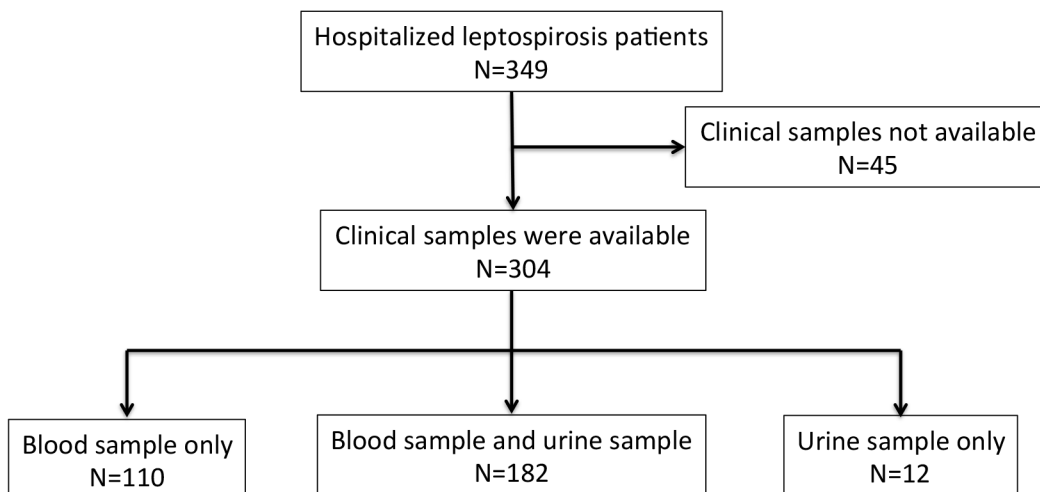 Hospitalized leptospirosis patients
N=349
Clinical samples not available
N=45
Clinical samples were available
N=304
Blood sample only
N=110
Blood sample and urine sample
N=182
Urine sample only
N=12